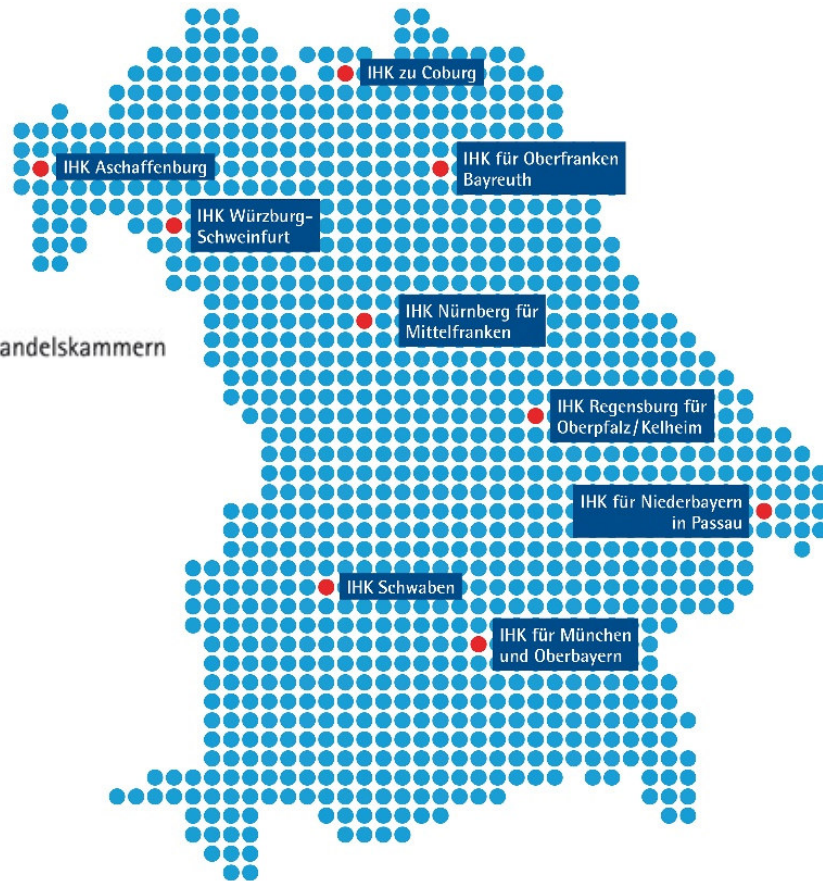 IHK zu Coburg
IHK Aschaffenburg
IHK für Oberfranken
Bayreuth
IHK Würzburg-
Schweinfurt
IHK Nürnberg für
Mittelfranken
andelskammern
IHK Regensburg für
Oberpfalz/Kelheim
IHK für Niederbayern
in Passau
IHK Schwaben
IHK für München
und Oberbayern